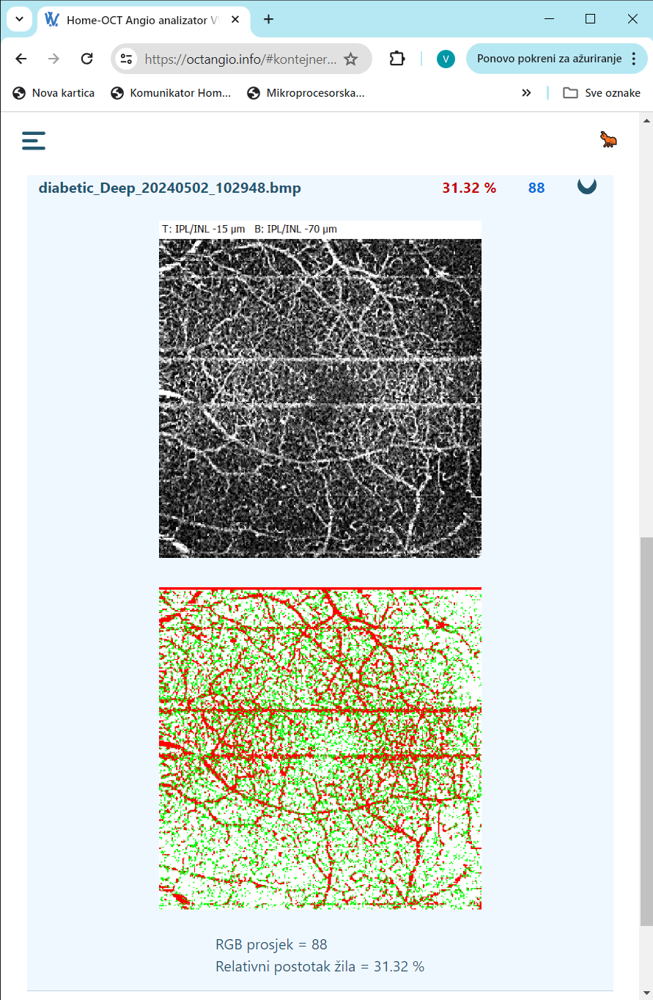 Home-OCT Angio analizator V
https://octangio.info/#kontejner...
V
Ponovo pokreni za ažuriranje
Nova kartica
Komunikator Hom...
Mikroprocesorska...
Sve oznake
diabetic_Deep_20240502_102948.bmp 31.32 % 88
T: IPL/INL -15 µm B: IPL/INL -70 µm
RGB prosjek = 88
Relativni postotak žila = 31.32 %